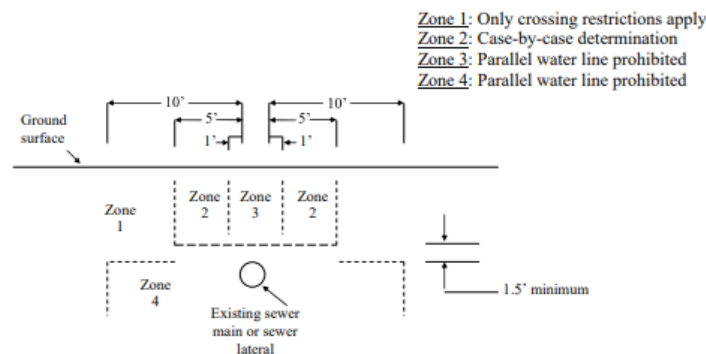 Zone 1: Only crossing restrictions apply
Zone 2: Case-by-case determination
Zone 3: Parallel water line prohibited
Zone 4: Parallel water line prohibited
10’ 10’
5’ 5’
1’ 1’
Ground
surface
Zone
1
Zone
2
Zone
3
Zone
2
Zone
4
1.5’ minimum
Existing sewer
main or sewer
lateral